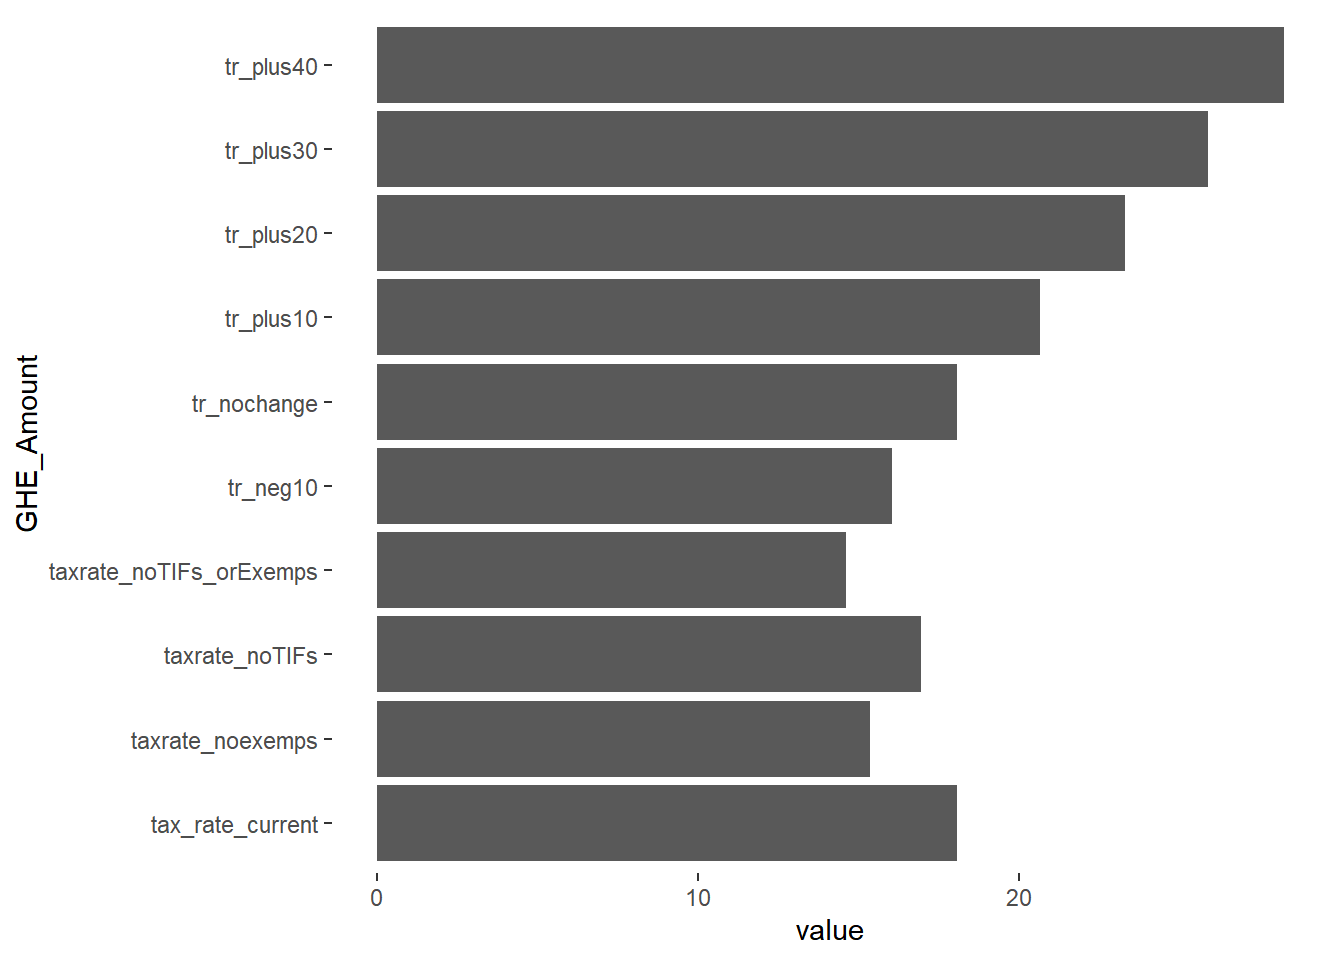 tr_plus40
tr_plus30
tr_plus20
tr_plus10
tr_nochange
tr_neg10
taxrate_noTIFs_orExemps
taxrate_noTIFs
taxrate_noexemps
tax_rate_current
GHE_Amount
0 10 20
value